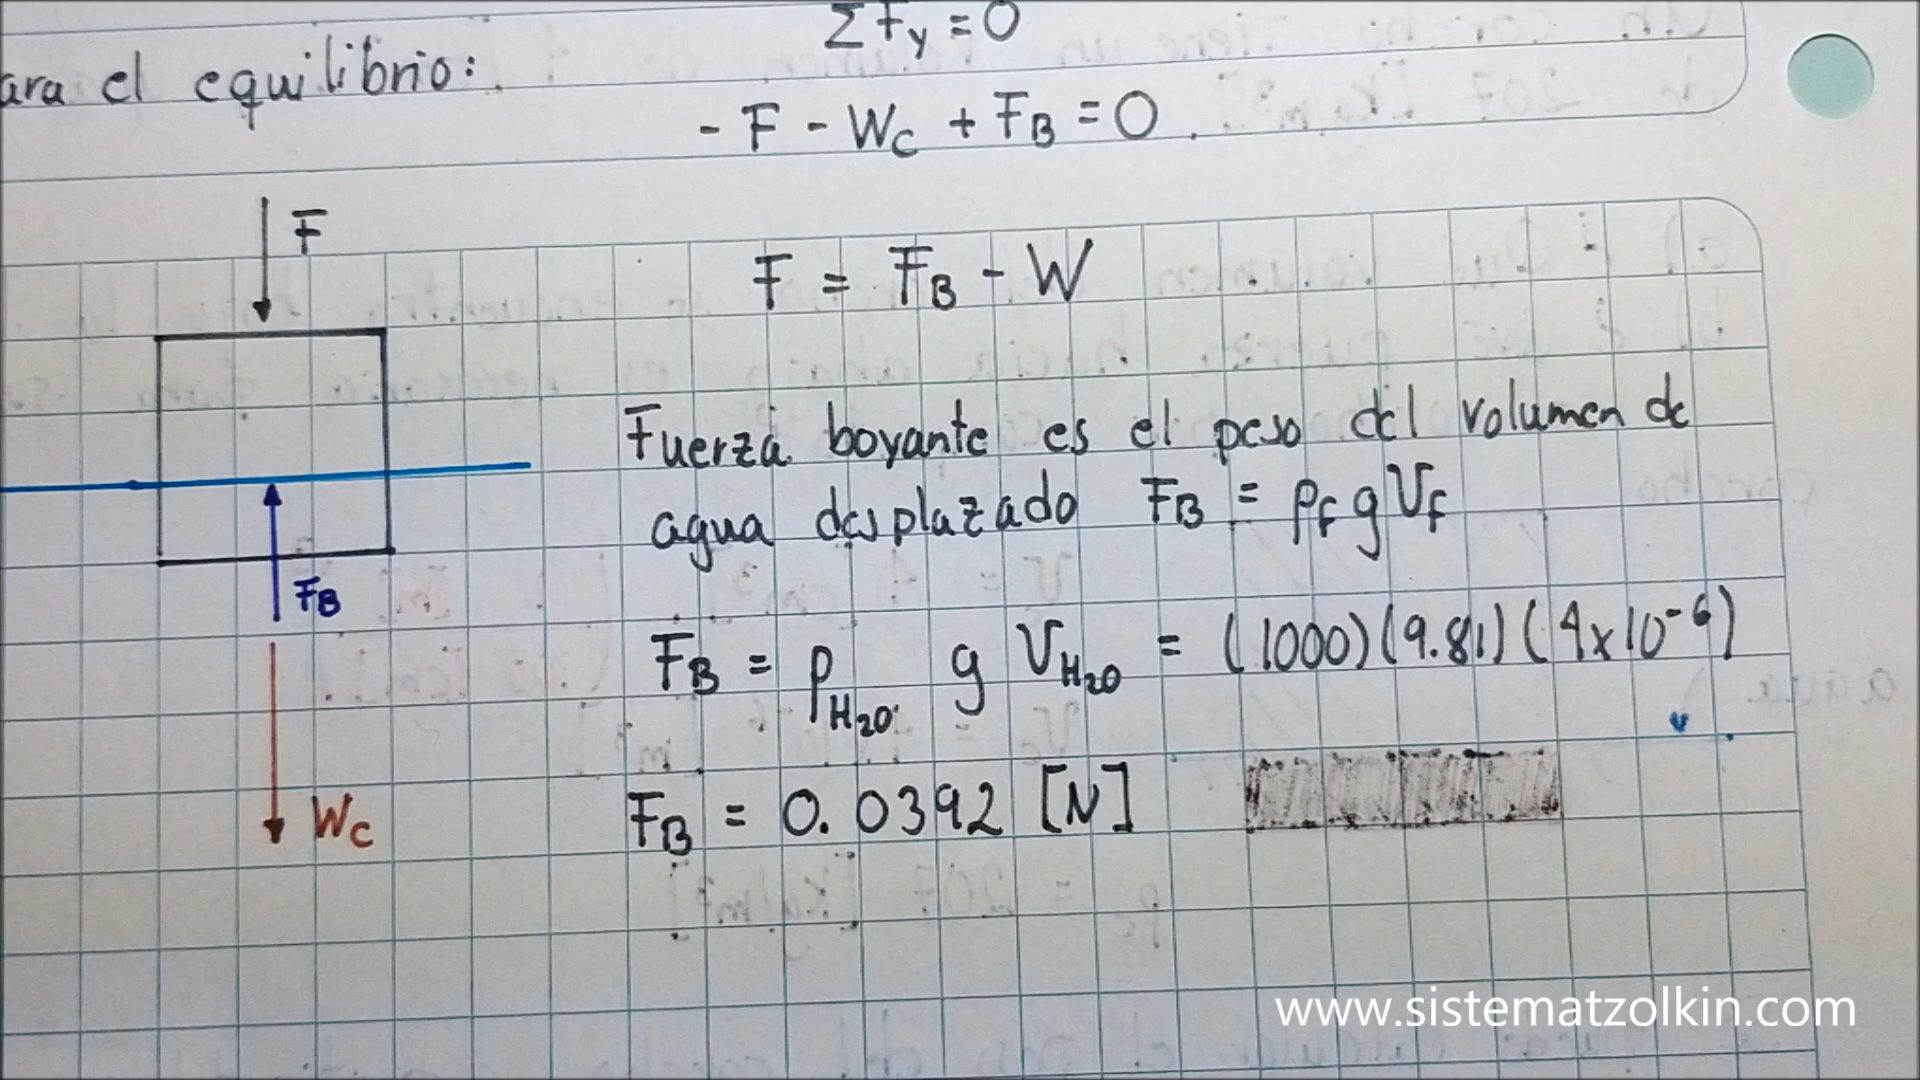 ΣFy = 0
ara el equilibrio:
- F - Wc + FB = 0
F
F = FB - W
Fuerza boyante es el peso del volumen de
agua desplazado FB = ρf g Vf
FB
FB = ρH2O g VH2O = (1000)(9.81)(4x10-6)
FB = 0.0392 [N]
Wc
www.sistematzolkin.com